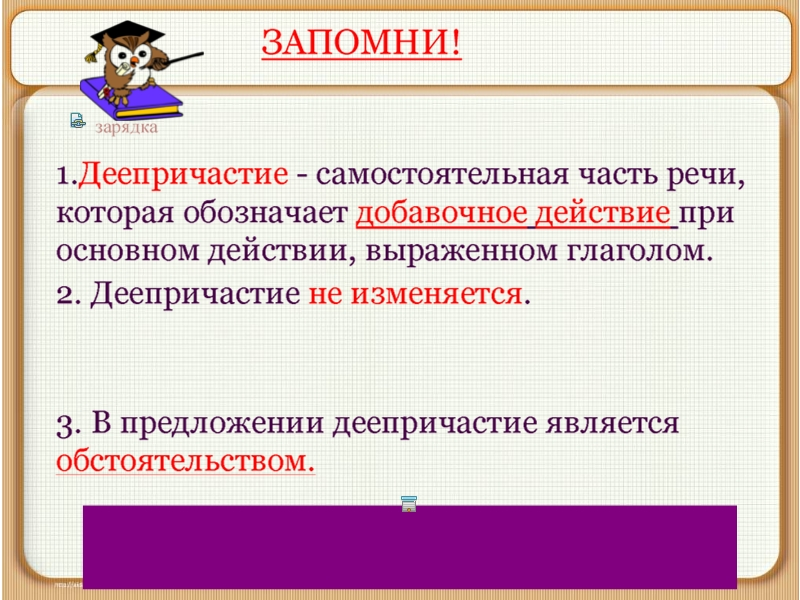 ЗАПОМНИ!
зарядка
1.Деепричастие - самостоятельная часть речи,
которая обозначает добавочное действие при
основном действии, выраженном глаголом.
2. Деепричастие не изменяется.
3. В предложении деепричастие является
обстоятельством.